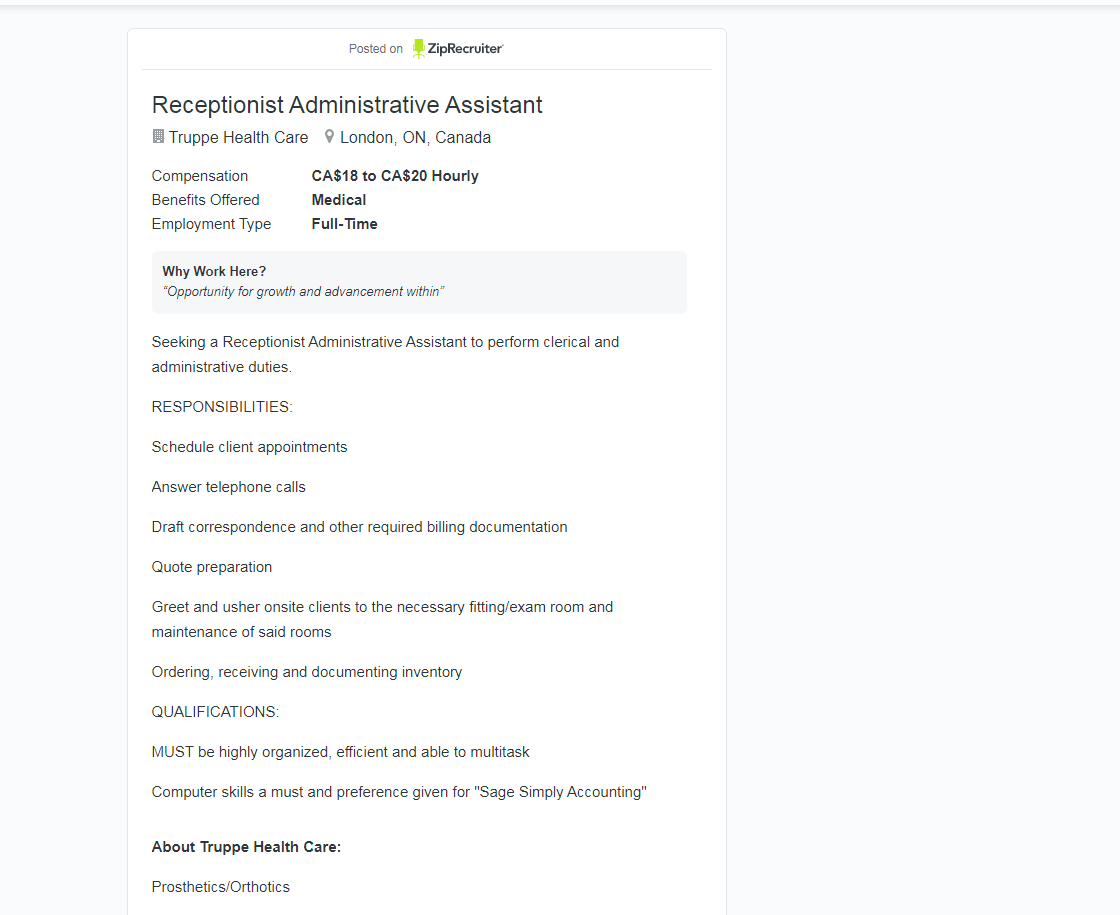 Posted on ZipRecruiter
Receptionist Administrative Assistant
Truppe Health Care London, ON, Canada
Compensation CA$18 to CA$20 Hourly
Benefits Offered Medical
Employment Type Full-Time
Why Work Here?
“Opportunity for growth and advancement within”
Seeking a Receptionist Administrative Assistant to perform clerical and
administrative duties.
RESPONSIBILITIES:
Schedule client appointments
Answer telephone calls
Draft correspondence and other required billing documentation
Quote preparation
Greet and usher onsite clients to the necessary fitting/exam room and
maintenance of said rooms
Ordering, receiving and documenting inventory
QUALIFICATIONS:
MUST be highly organized, efficient and able to multitask
Computer skills a must and preference given for "Sage Simply Accounting"
About Truppe Health Care:
Prosthetics/Orthotics